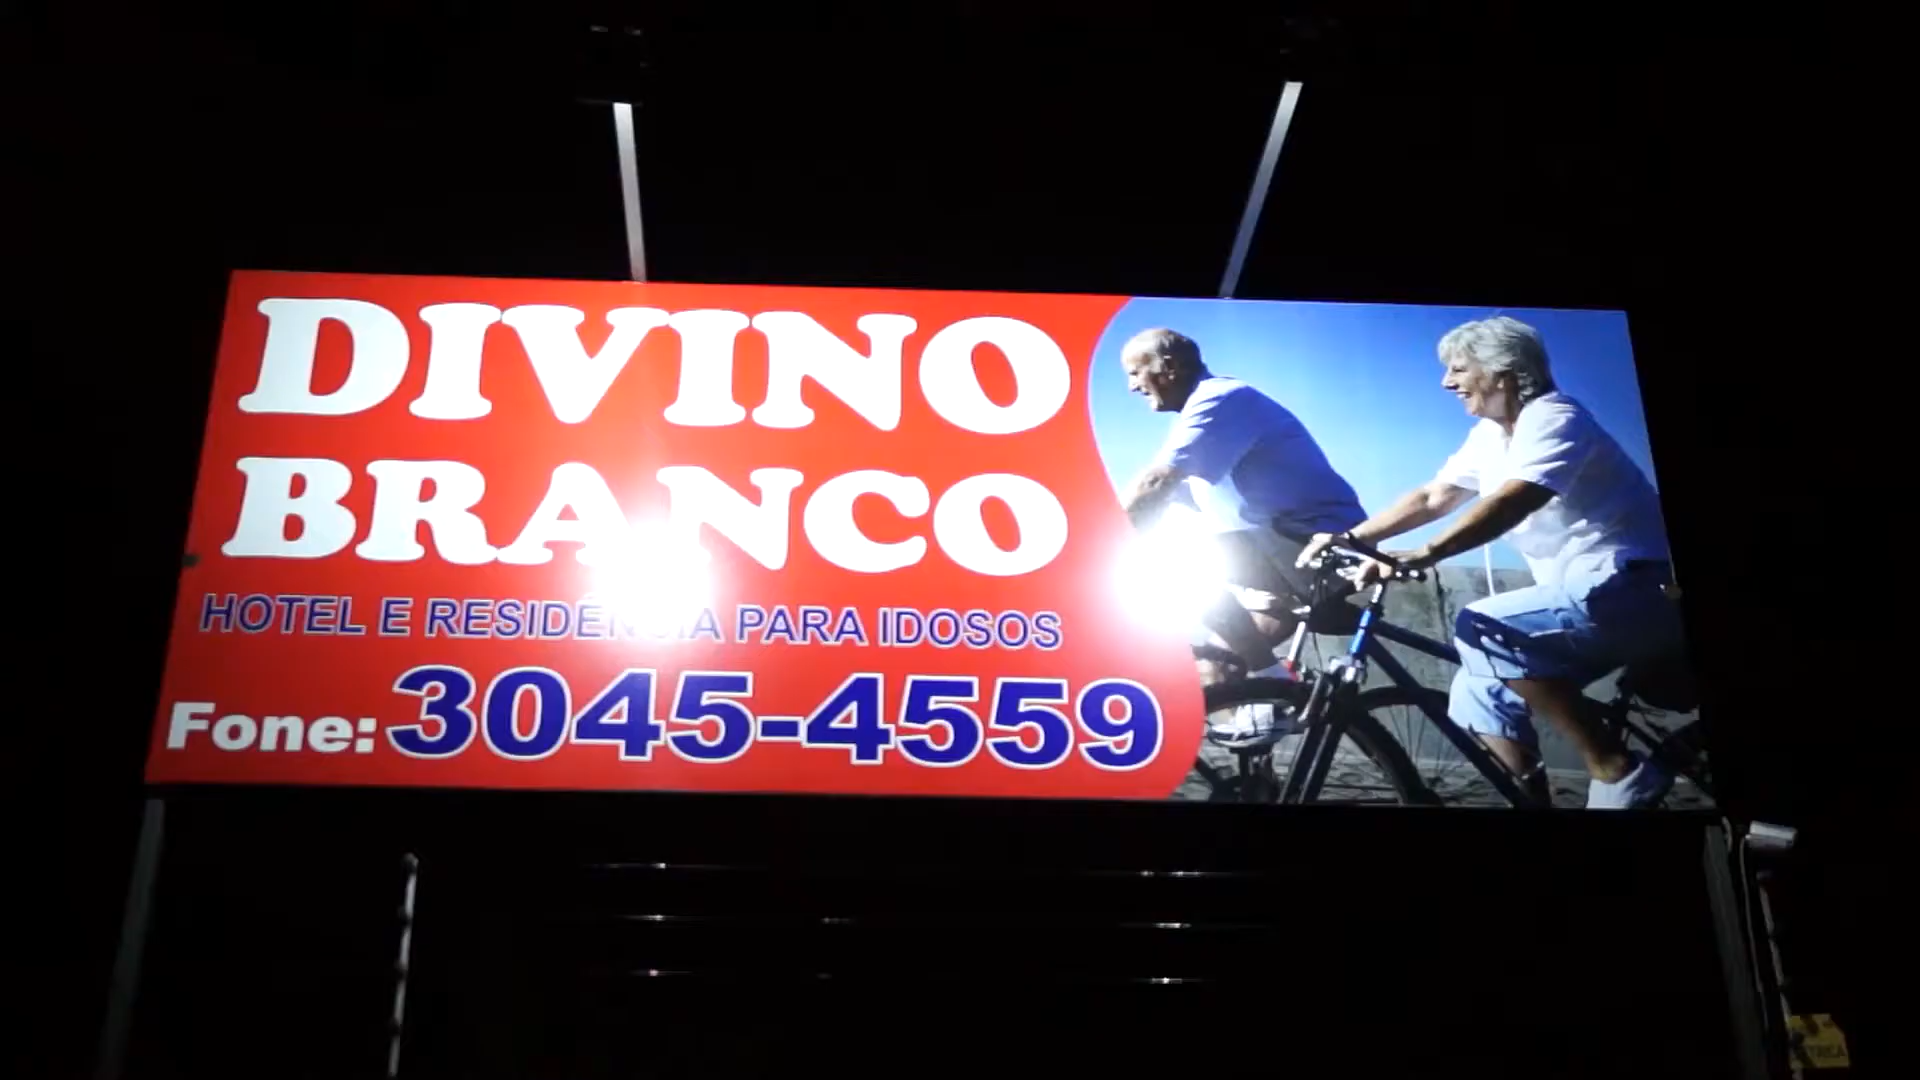 DIVINO
BRANCO
HOTEL E RESIDÊNCIA PARA IDOSOS
Fone: 3045-4559